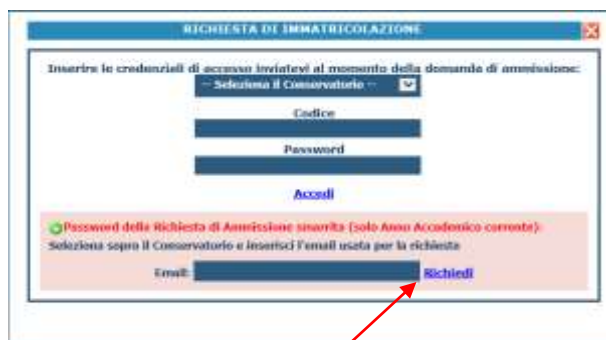 RICHIESTA DI IMMATRICOLAZIONE
Inserire le credenziali di accesso inviatevi al momento della domanda di ammissione:
-- Seleziona il Conservatorio --
Codice
Password
Accedi
Password della Richiesta di Ammissione smarrita (solo Anno Accademico corrente):
Seleziona sopra il Conservatorio e inserisci l'email usata per la richiesta
Email:
Richiedi